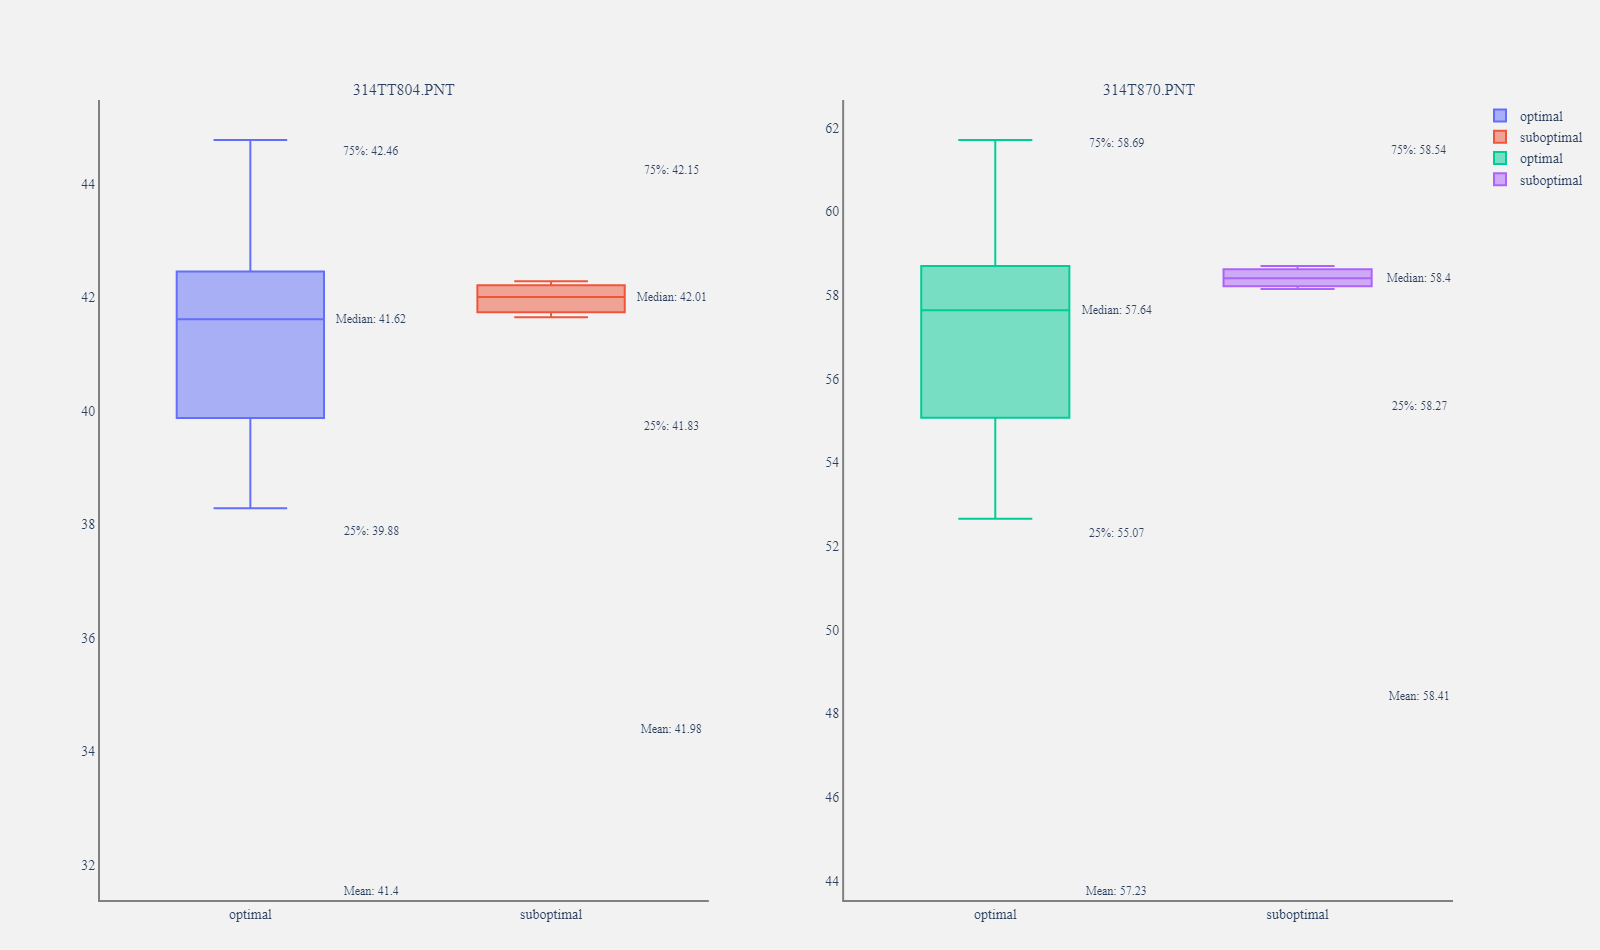 314TT804.PNT
44
42
40
38
36
34
32
75%: 42.46
75%: 42.15
Median: 41.62
Median: 42.01
25%: 41.83
25%: 39.88
Mean: 41.98
Mean: 41.4
optimal
suboptimal
314T870.PNT
62
60
58
56
54
52
50
48
46
44
75%: 58.69
75%: 58.54
Median: 58.4
Median: 57.64
25%: 58.27
25%: 55.07
Mean: 58.41
Mean: 57.23
optimal
suboptimal
optimal
suboptimal
optimal
suboptimal